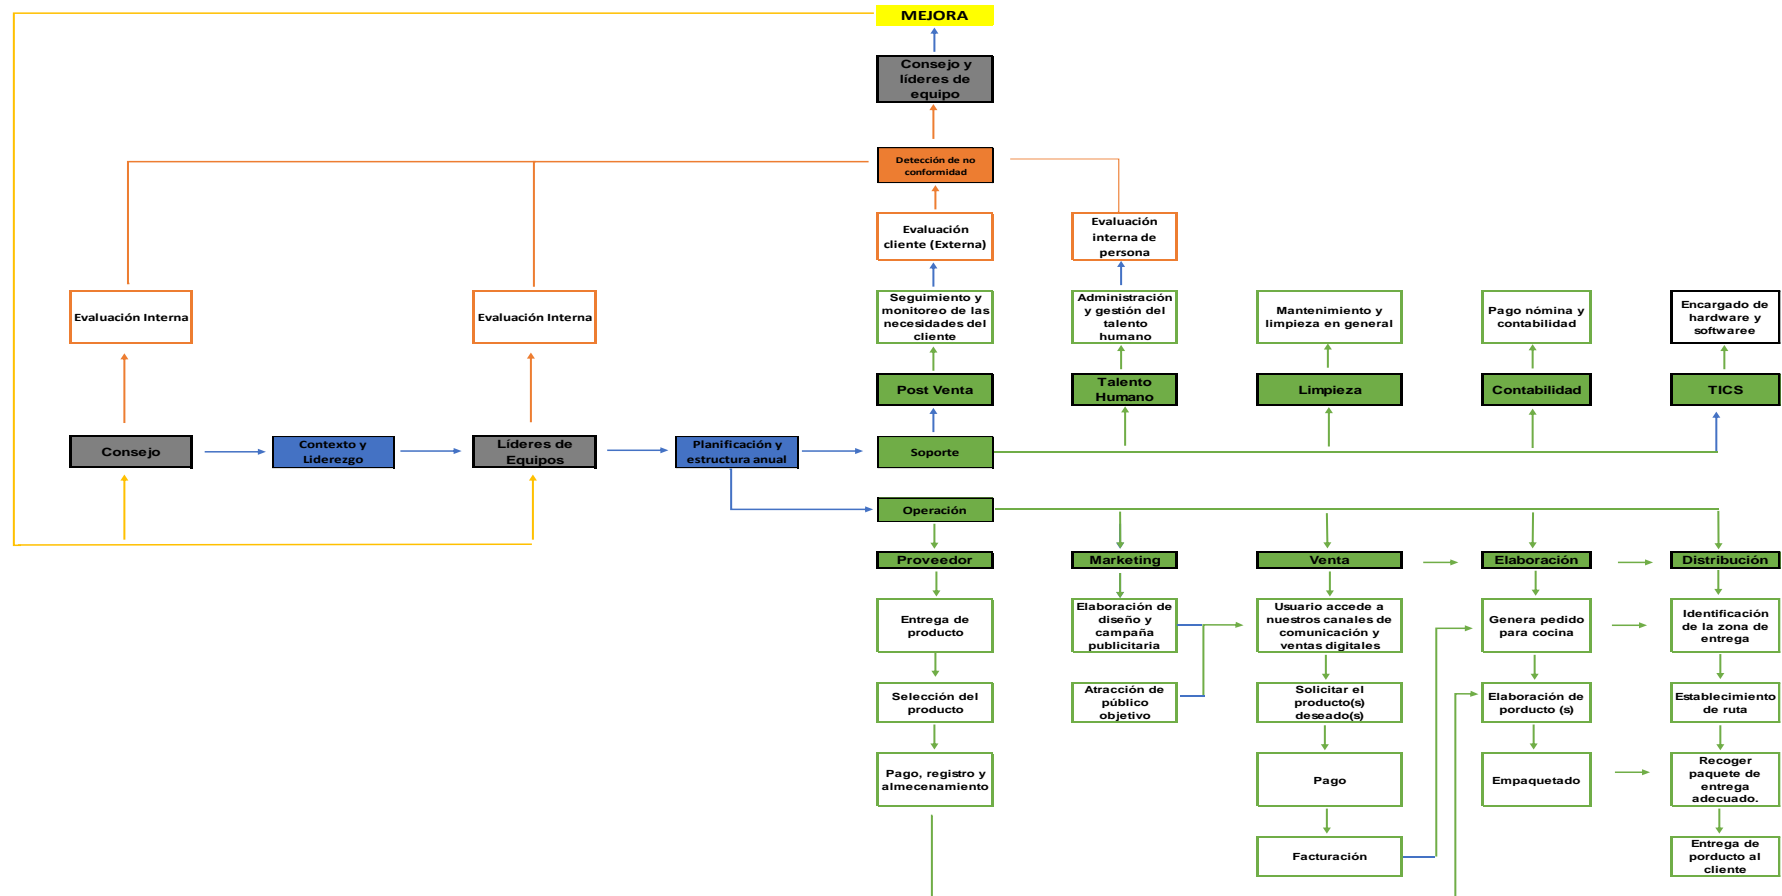 MEJORA
Consejo y
líderes de
equipo
Detección de no
conformidad
Evaluación
cliente (Externa)
Evaluación
interna de
persona
Evaluación Interna
Evaluación Interna
Seguimiento y
monitoreo de las
necesidades del
cliente
Administración
y gestión del
talento
humano
Mantenimiento y
limpieza en general
Pago nómina y
contabilidad
Encargado de
hardware y
softwaree
Post Venta
Talento
Humano
Limpieza
Contabilidad
TICS
Consejo
Contexto y
Liderezgo
Líderes de
Equipos
Planificación y
estructura anual
Soporte
Operación
Proveedor
Marketing
Venta
Elaboración
Distribución
Entrega de
producto
Elaboración de
diseño y
campaña
publicitaria
Usuario accede a
nuestros canales de
comunicación y
ventas digitales
Genera pedido
para cocina
Identificación
de la zona de
entrega
Selección del
producto
Atracción de
público
objetivo
Solicitar el
producto(s)
deseado(s)
Elaboración de
porducto (s)
Establecimiento
de ruta
Pago, registro y
almecenamiento
Pago
Empaquetado
Recoger
paquete de
entrega
adecuado.
Facturación
Entrega de
porducto al
cliente